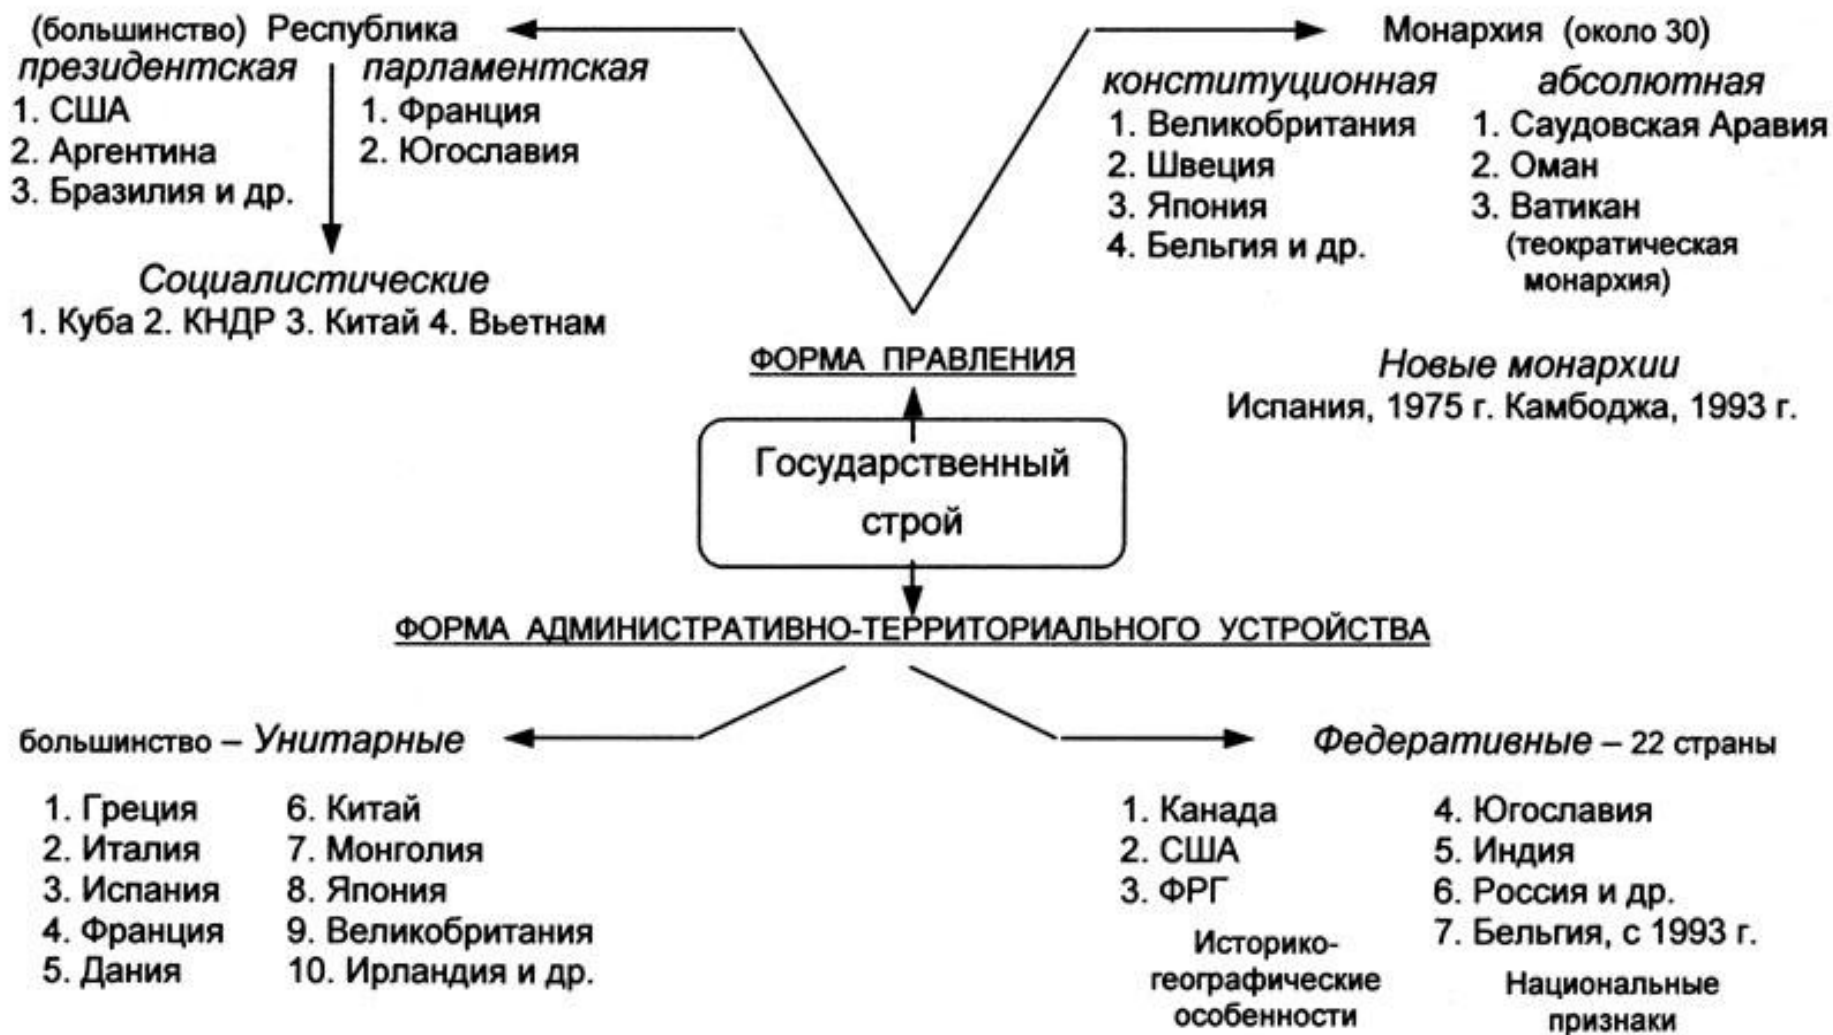 (большинство) Республика
президентская парламентская
1. США
2. Аргентина
3. Бразилия и др.
1. Франция
2. Югославия
Социалистические
1. Куба 2. КНДР 3. Китай 4. Вьетнам
Монархия (около 30)
конституционная абсолютная
1. Великобритания
2. Швеция
3. Япония
4. Бельгия и др.
1. Саудовская Аравия
2. Оман
3. Ватикан
(теократическая
монархия)
Новые монархии
Испания, 1975 г. Камбоджа, 1993 г.
ФОРМА ПРАВЛЕНИЯ
Государственный
строй
ФОРМА АДМИНИСТРАТИВНО-ТЕРРИТОРИАЛЬНОГО УСТРОЙСТВА
большинство – Унитарные
1. Греция
2. Италия
3. Испания
4. Франция
5. Дания
6. Китай
7. Монголия
8. Япония
9. Великобритания
10. Ирландия и др.
Федеративные – 22 страны
1. Канада
2. США
3. ФРГ
Историко-
географические
особенности
4. Югославия
5. Индия
6. Россия и др.
7. Бельгия, с 1993 г.
Национальные
признаки